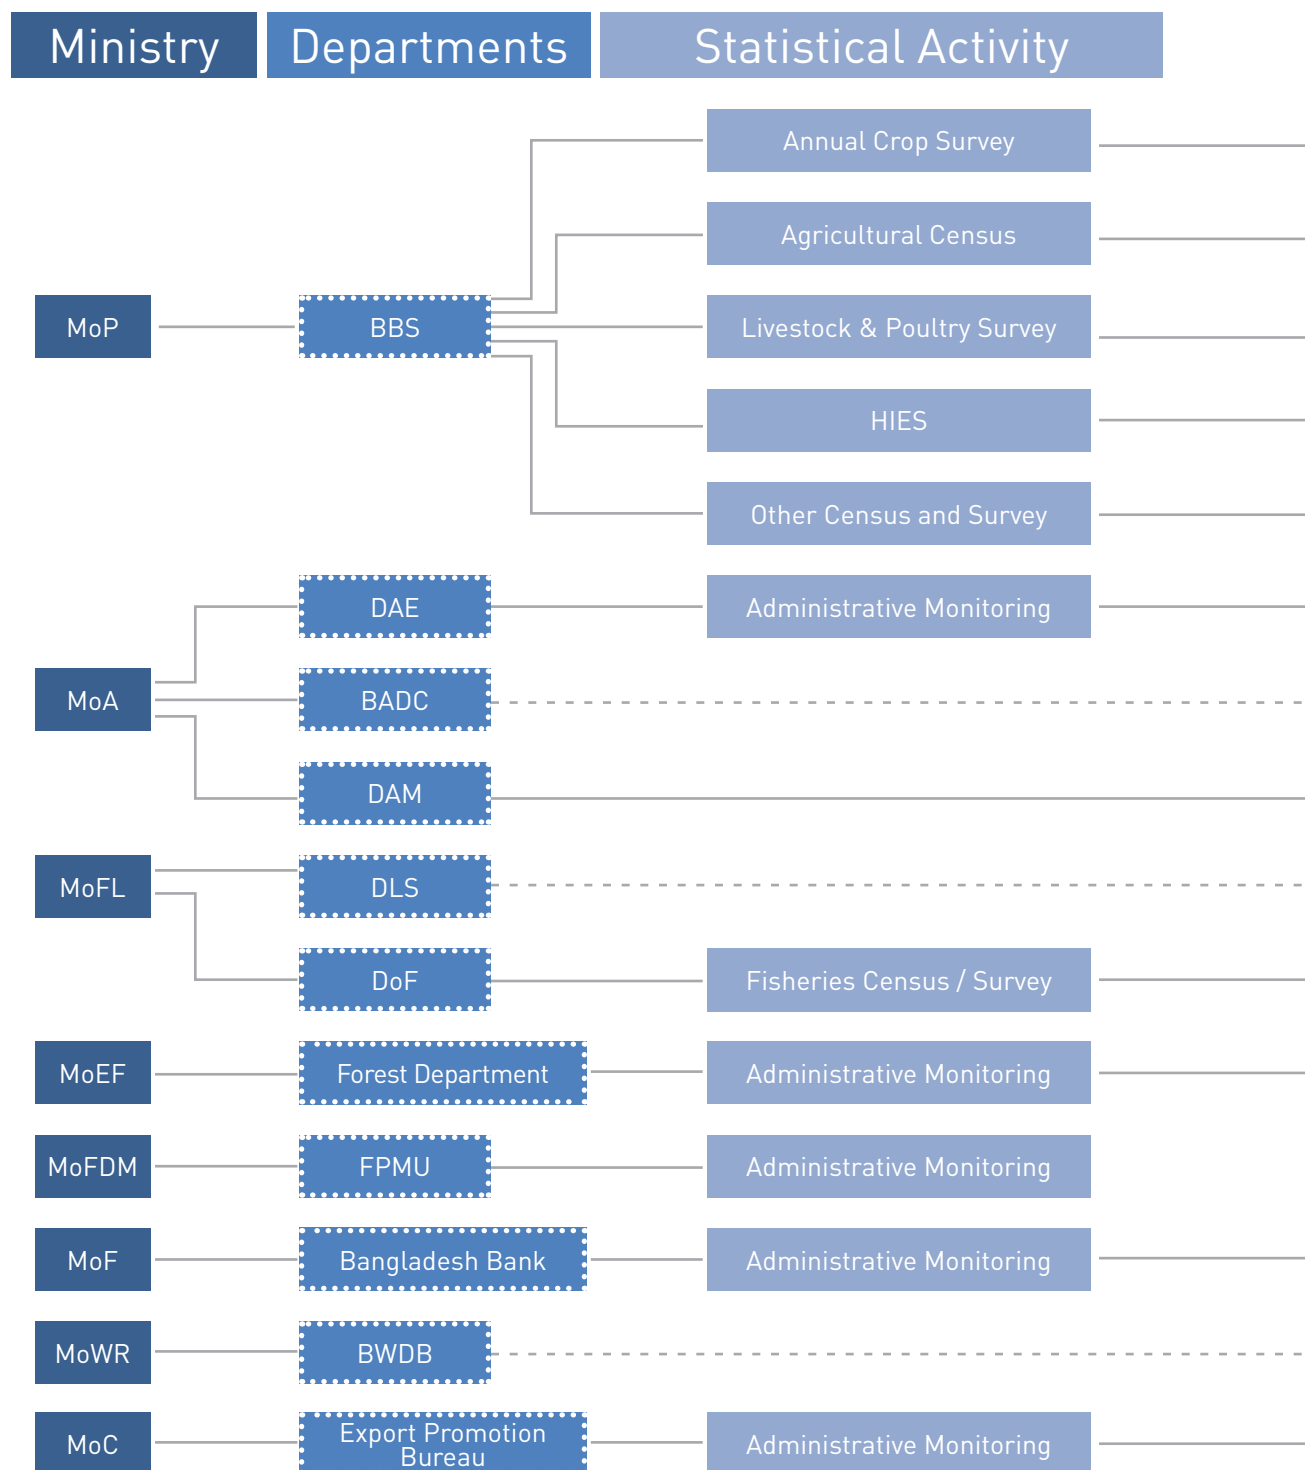 Ministry
Departments
Statistical Activity
Annual Crop Survey
Agricultural Census
MoP
BBS
Livestock & Poultry Survey
HIES
Other Census and Survey
DAE
Administrative Monitoring
MoA
BADC
DAM
MoFL
DLS
DoF
Fisheries Census / Survey
MoEF
Forest Department
Administrative Monitoring
MoFDM
FPMU
Administrative Monitoring
MoF
Bangladesh Bank
Administrative Monitoring
MoWR
BWDB
MoC
Export Promotion
Bureau
Administrative Monitoring